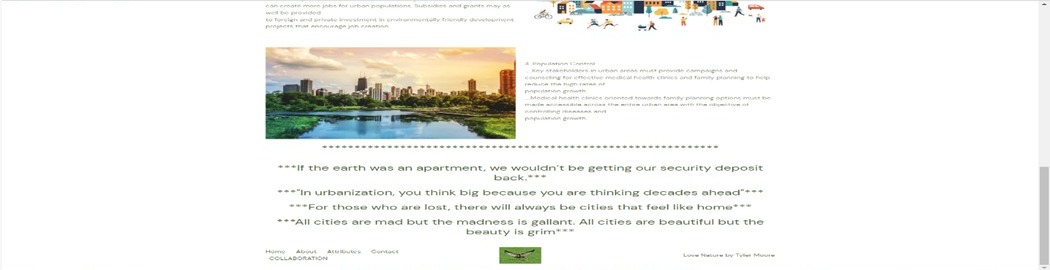 can create more jobs for urban populations. Subsidies and grants may as
well be provided
to foreign and private investment in environmentally friendly development
projects that encourage job creation.
4. Population Control
. Key stakeholders in urban areas must provide campaigns and
counseling for effective medical health clinics and family planning to help
reduce the high rates of
population growth.
. Medical health clinics oriented towards family planning options must be
made accessible across the entire urban area with the objective of
controlling diseases and
population growth.
***If the earth was an apartment, we wouldn't be getting our security deposit
back.***
***"In urbanization, you think big because you are thinking decades ahead"***
***For those who are lost, there will always be cities that feel like home***
***All cities are mad but the madness is gallant. All cities are beautiful but the
beauty is grim***
Home About Attributes Contact
COLLABORATION
Love Nature by Tyler Moore